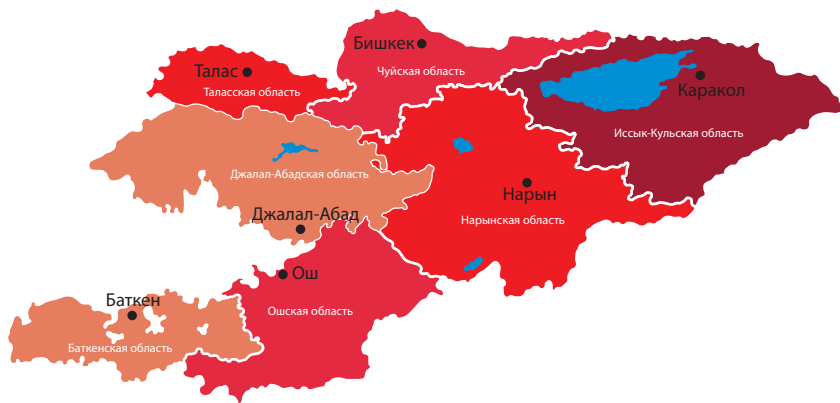 Бишкек
Чуйская область
Талас
Таласская область
Каракол
Иссык-Кульская область
Джалал-Абадская область
Джалал-Абад
Нарын
Нарынская область
Ош
Ошская область
Баткен
Баткенская область